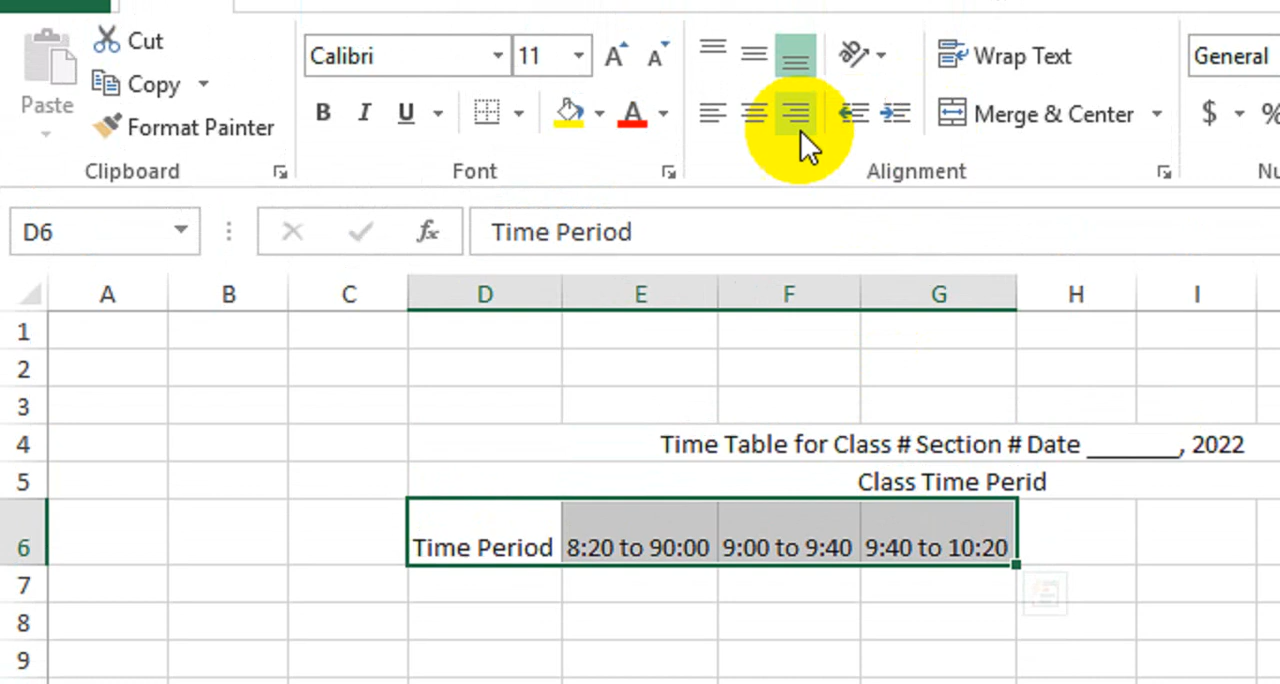 Cut
Copy
Paste
Format Painter
Clipboard
Calibri 11 A A
B I U A
Font
Wrap Text
Merge & Center
Alignment
General
$ %
Nu
D6 fx Time Period
A B C D E F G H I
1
2
3
4 Time Table for Class # Section # Date ________, 2022
5 Class Time Perid
6 Time Period 8:20 to 90:00 9:00 to 9:40 9:40 to 10:20
7
8
9